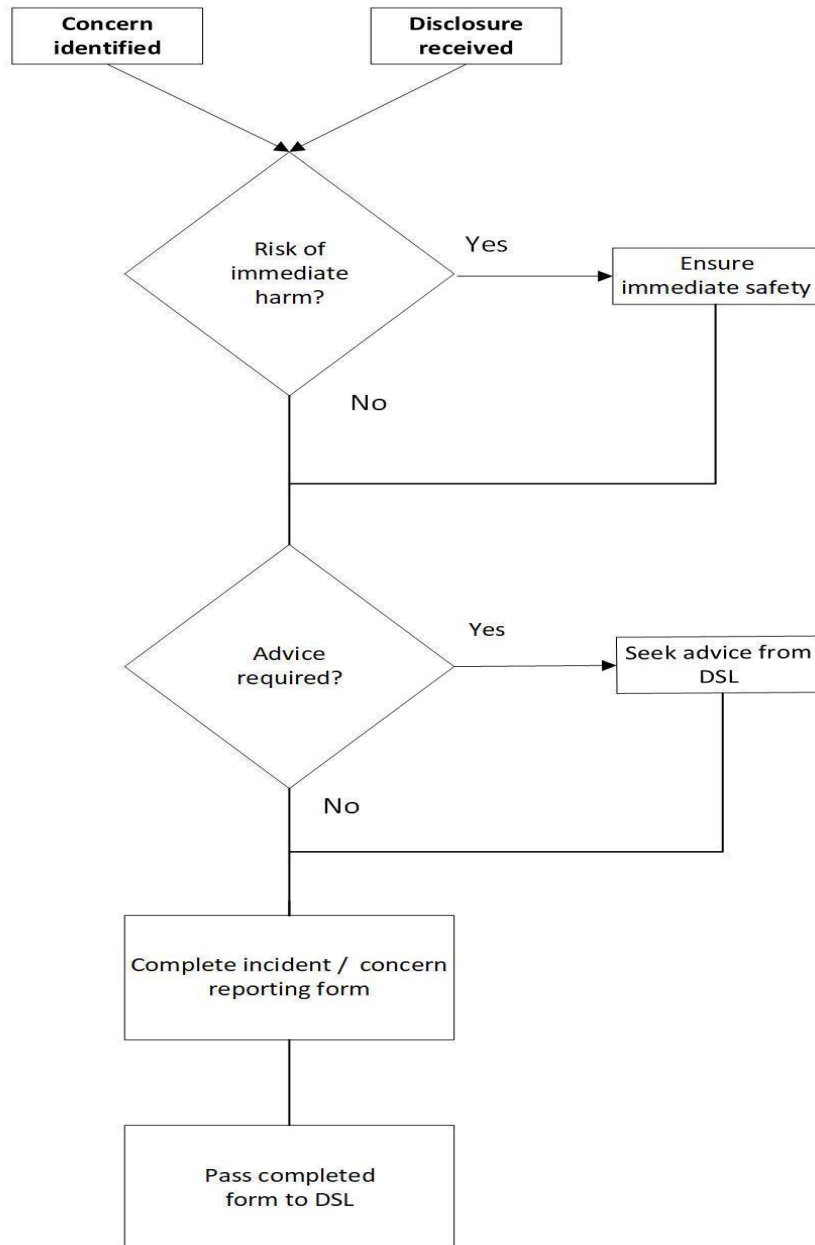 Concern
identified
Disclosure
received
Risk of
immediate
harm?
Yes
Ensure
immediate safety
No
Advice
required?
Yes
Seek advice from
DSL
No
Complete incident / concern
reporting form
Pass completed
form to DSL